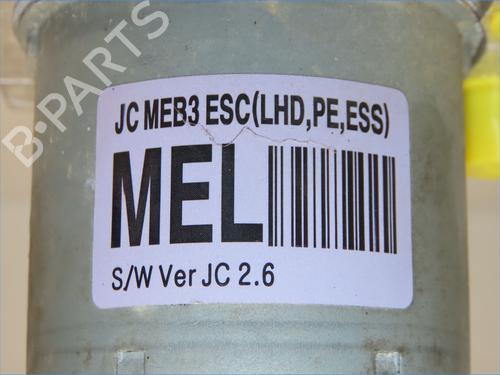 B-PARTS
JC MEB3 ESC(LHD,PE,ESS)
MEL
S/W Ver JC 2.6